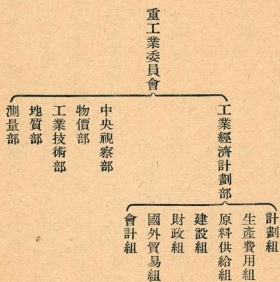 重工業委員會
工業經濟計劃部
計劃組
生產費用組
原料供給組
建設組
財政組
國外貿易組
會計組
中央視察部
物價部
工業技術部
地質部
測量部